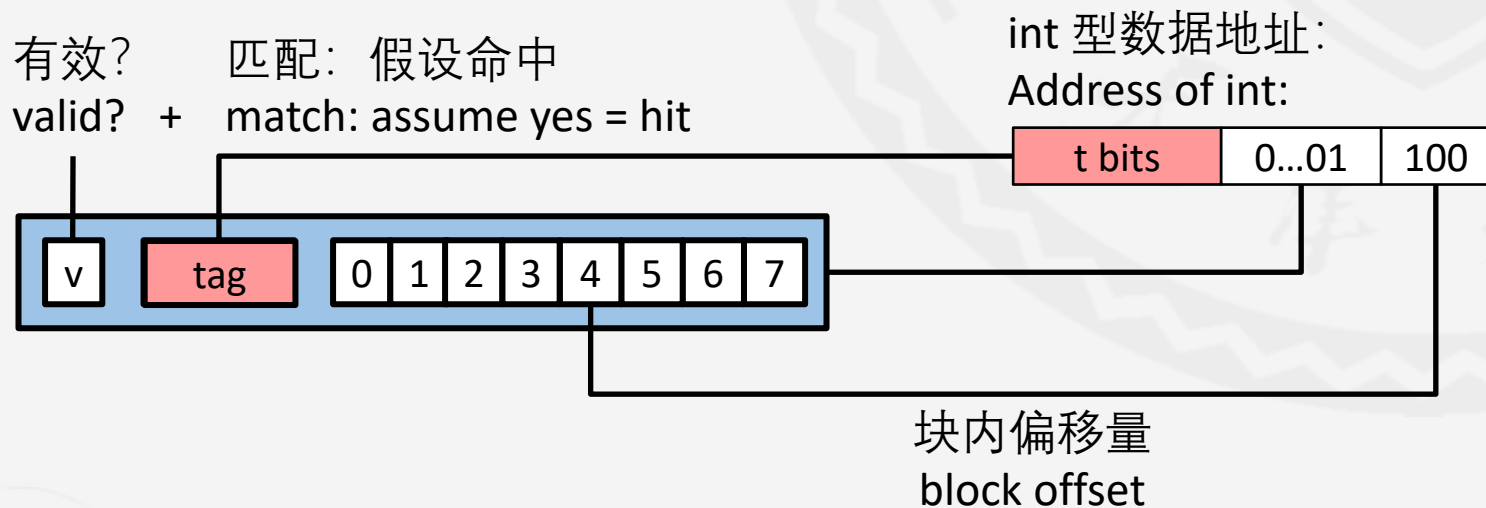 有效？ 匹配：假设命中
valid? + match: assume yes = hit
int 型数据地址：
Address of int:
t bits 0...01 100
v tag 0 1 2 3 4 5 6 7
块内偏移量
block offset